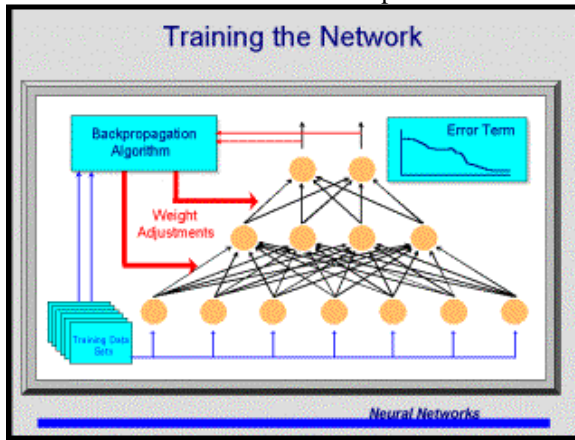 Training the Network
Backpropagation
Algorithm
Error Term
Weight
Adjustments
Training Data
Sets
Neural Networks